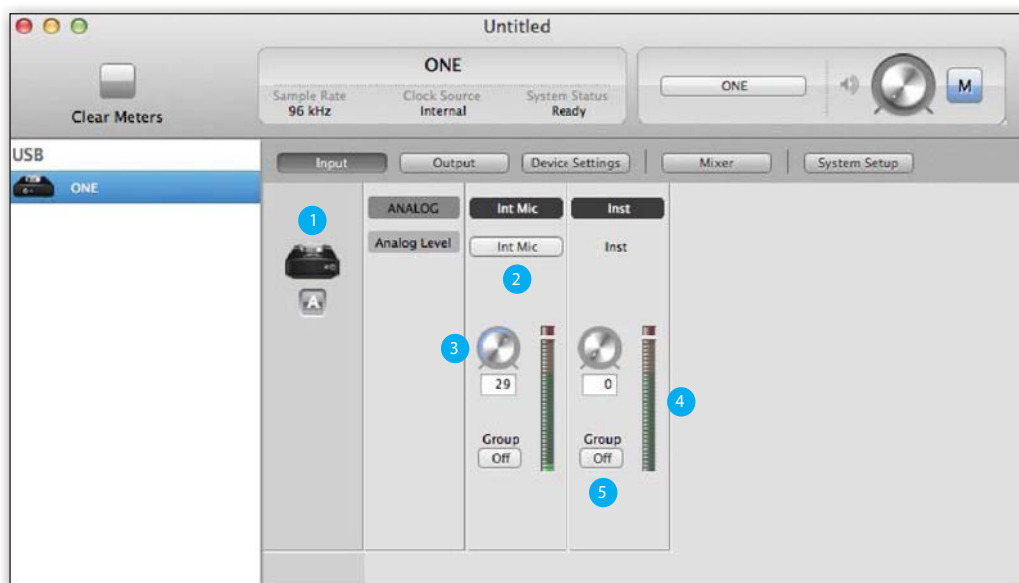 Untitled
Clear Meters
ONE
Sample Rate Clock Source System Status
96 kHz Internal Ready
ONE
M
USB
ONE
Input Output Device Settings Mixer System Setup
1
A
ANALOG Int Mic Inst
Analog Level Int Mic Inst
2
3
29 0
4
Group Group
Off Off
5